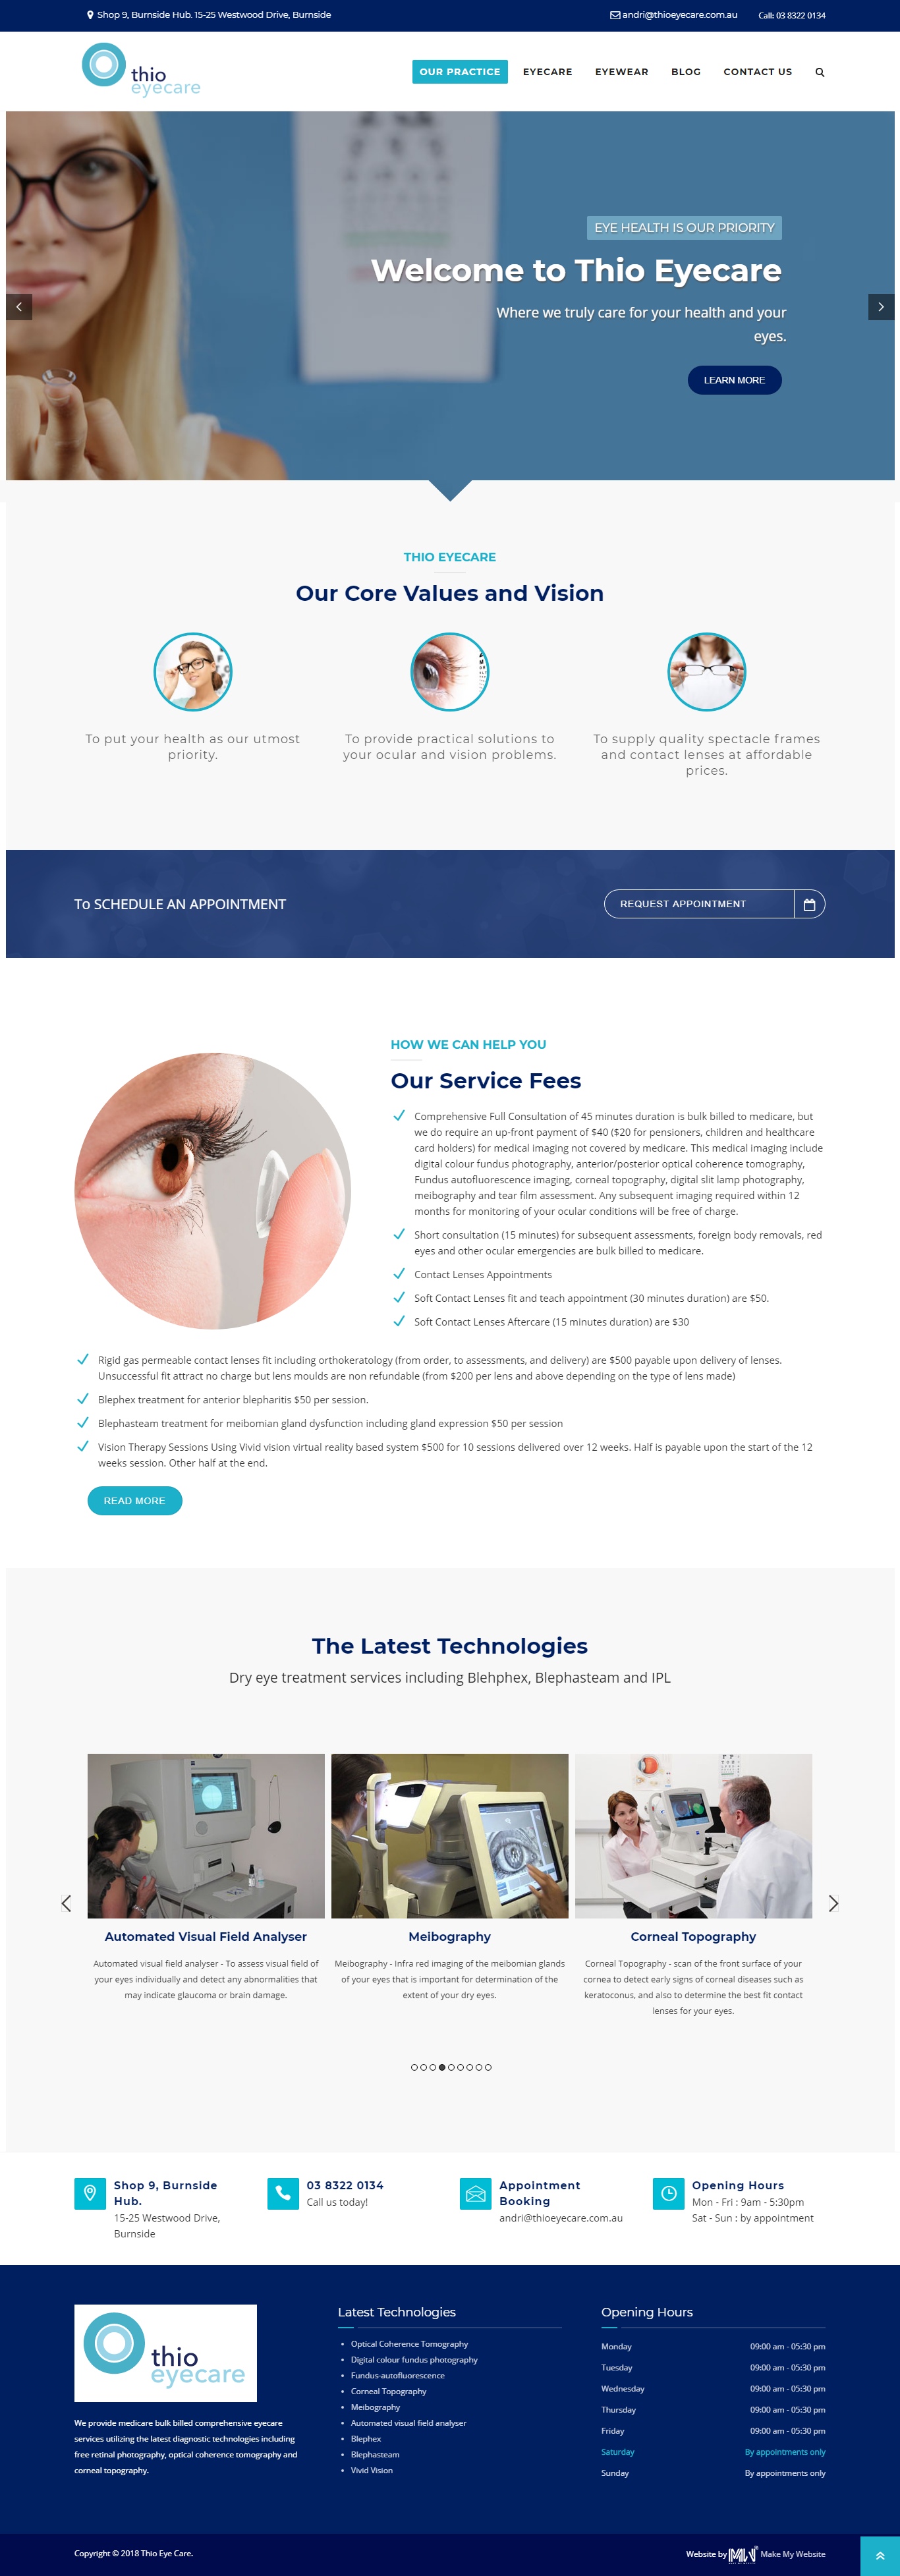 Shop 9, Burnside Hub. 15-25 Westwood Drive, Burnside
andri@thioeyecare.com.au
Call: 03 8322 0134
thio
eyecare
OUR PRACTICE
EYECARE
EYEWEAR
BLOG
CONTACT US
EYE HEALTH IS OUR PRIORITY
Welcome to Thio Eyecare
Where we truly care for your health and your
eyes.
LEARN MORE
THIO EYECARE
Our Core Values and Vision
To put your health as our utmost
priority.
To provide practical solutions to
your ocular and vision problems.
To supply quality spectacle frames
and contact lenses at affordable
prices.
To SCHEDULE AN APPOINTMENT
REQUEST APPOINTMENT
HOW WE CAN HELP YOU
Our Service Fees
Comprehensive Full Consultation of 45 minutes duration is bulk billed to medicare, but
we do require an up-front payment of $40 ($20 for pensioners, children and healthcare
card holders) for medical imaging not covered by medicare. This medical imaging include
digital colour fundus photography, anterior/posterior optical coherence tomography,
Fundus autofluorescence imaging, corneal topography, digital slit lamp photography,
meibography and tear film assessment. Any subsequent imaging required within 12
months for monitoring of your ocular conditions will be free of charge.
Short consultation (15 minutes) for subsequent assessments, foreign body removals, red
eyes and other ocular emergencies are bulk billed to medicare.
Contact Lenses Appointments
Soft Contact Lenses fit and teach appointment (30 minutes duration) are $50.
Soft Contact Lenses Aftercare (15 minutes duration) are $30
Rigid gas permeable contact lenses fit including orthokeratology (from order, to assessments, and delivery) are $500 payable upon delivery of lenses.
Unsuccessful fit attract no charge but lens moulds are non refundable (from $200 per lens and above depending on the type of lens made)
Blephex treatment for anterior blepharitis $50 per session.
Blephasteam treatment for meibomian gland dysfunction including gland expression $50 per session
Vision Therapy Sessions Using Vivid vision virtual reality based system $500 for 10 sessions delivered over 12 weeks. Half is payable upon the start of the 12
weeks session. Other half at the end.
READ MORE
The Latest Technologies
Dry eye treatment services including Blehphex, Blephasteam and IPL
Automated Visual Field Analyser
Automated visual field analyser - To assess visual field of
your eyes individually and detect any abnormalities that
may indicate glaucoma or brain damage.
Meibography
Meibography - Infra red imaging of the meibomian glands
of your eyes that is important for determination of the
extent of your dry eyes.
Corneal Topography
Corneal Topography - scan of the front surface of your
cornea to detect early signs of corneal diseases such as
keratoconus, and also to determine the best fit contact
lenses for your eyes.
Shop 9, Burnside
Hub.
15-25 Westwood Drive,
Burnside
03 8322 0134
Call us today!
Appointment
Booking
andri@thioeyecare.com.au
Opening Hours
Mon - Fri : 9am - 5:30pm
Sat - Sun : by appointment
thio
eyecare
We provide medicare bulk billed comprehensive eyecare
services utilizing the latest diagnostic technologies including
free retinal photography, optical coherence tomography and
corneal topography.
Latest Technologies
Optical Coherence Tomography
Digital colour fundus photography
Fundus-autofluorescence
Corneal Topography
Meibography
Automated visual field analyser
Blephex
Blephasteam
Vivid Vision
Opening Hours
Monday 09:00 am - 05:30 pm
Tuesday 09:00 am - 05:30 pm
Wednesday 09:00 am - 05:30 pm
Thursday 09:00 am - 05:30 pm
Friday 09:00 am - 05:30 pm
Saturday By appointments only
Sunday By appointments only
Copyright © 2018 Thio Eye Care.
Website by MMW Make My Website